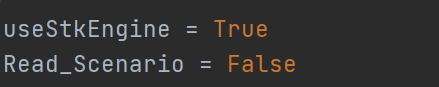 useStkEngine = True
Read_Scenario = False